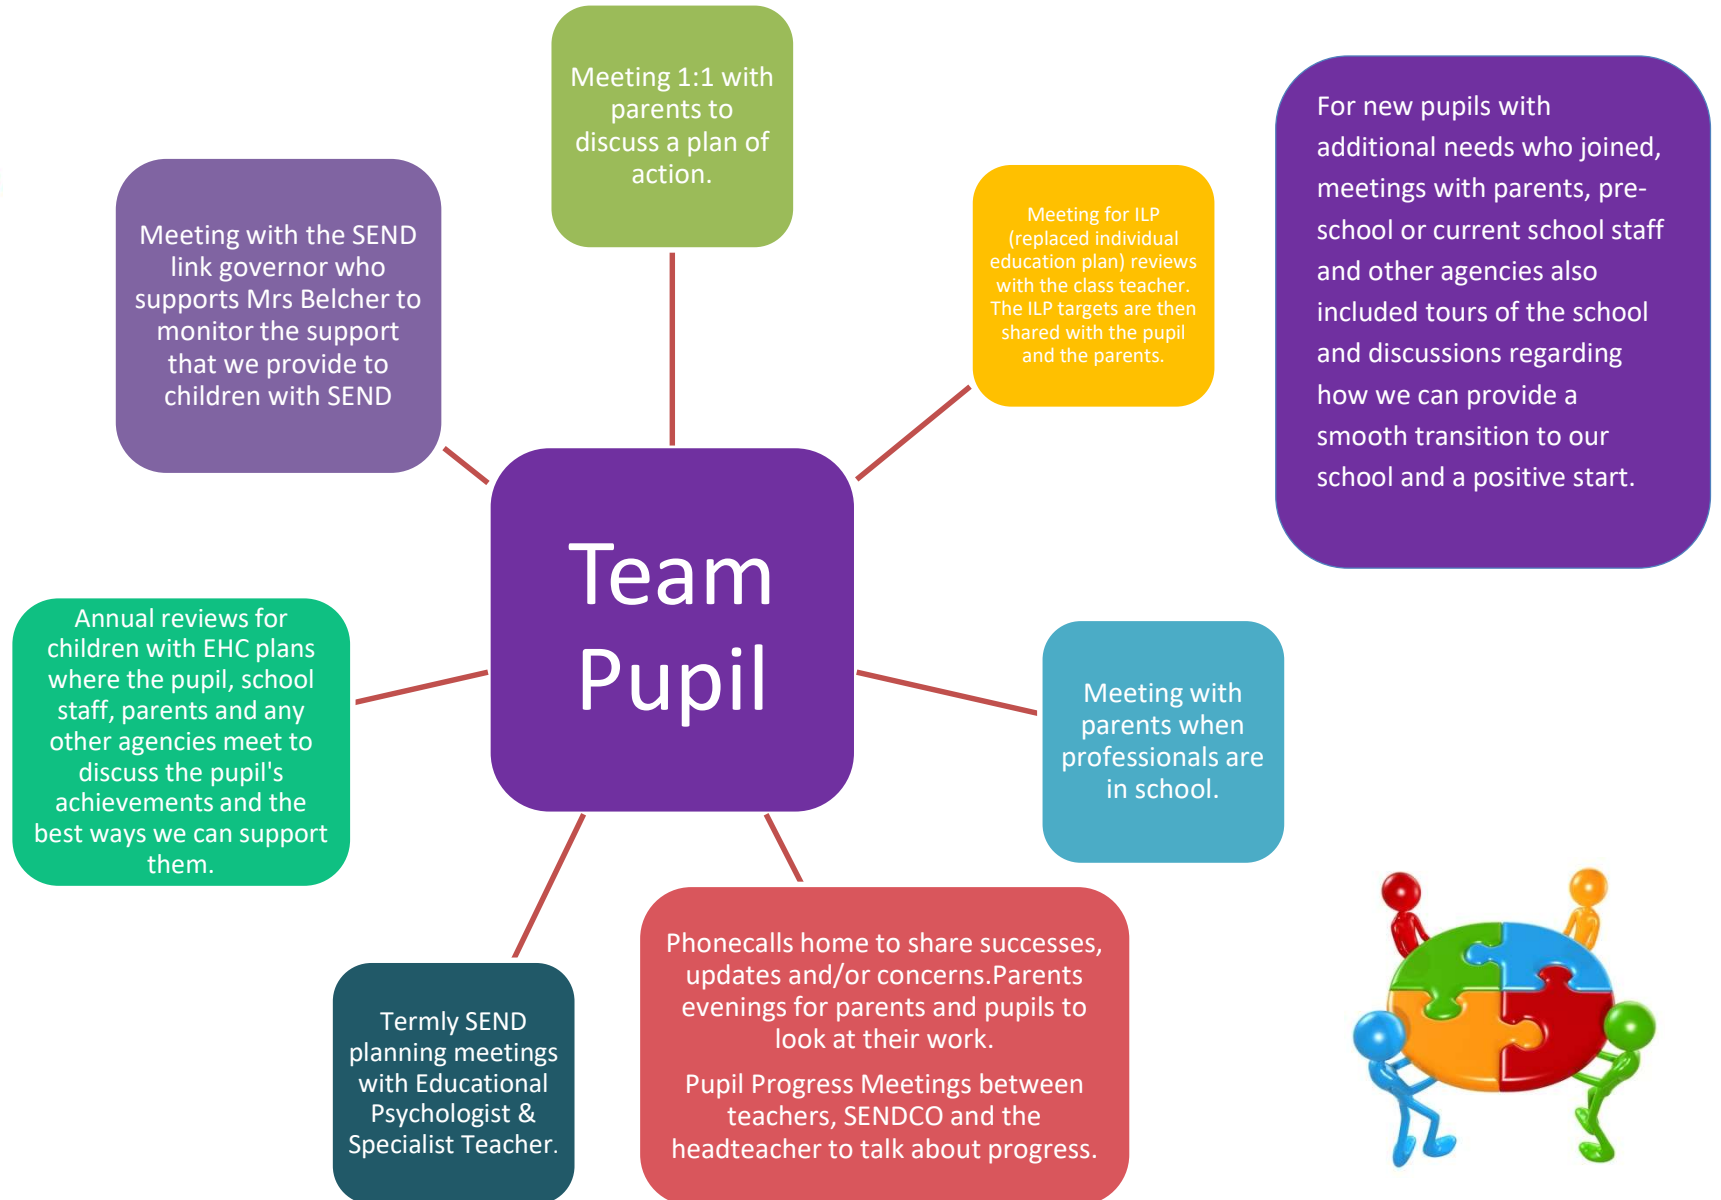 Meeting 1:1 with
parents to
discuss a plan of
action.
For new pupils with
additional needs who joined,
meetings with parents, pre-
school or current school staff
and other agencies also
included tours of the school
and discussions regarding
how we can provide a
smooth transition to our
school and a positive start.
Meeting with the SEND
link governor who
supports Mrs Belcher to
monitor the support
that we provide to
children with SEND
Meeting for ILP
(replaced individual
education plan) reviews
with the class teacher.
The ILP targets are then
shared with the pupil
and the parents.
Team
Pupil
Annual reviews for
children with EHC plans
where the pupil, school
staff, parents and any
other agencies meet to
discuss the pupil's
achievements and the
best ways we can support
them.
Meeting with
parents when
professionals are
in school.
Termly SEND
planning meetings
with Educational
Psychologist &
Specialist Teacher.
Phonecalls home to share successes,
updates and/or concerns.Parents
evenings for parents and pupils to
look at their work.
Pupil Progress Meetings between
teachers, SENDCO and the
headteacher to talk about progress.